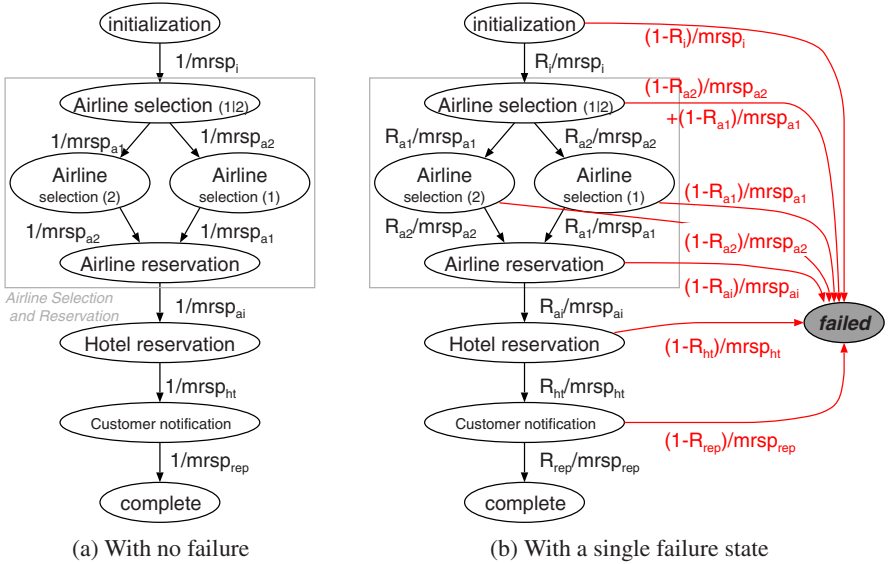 initialization
1/mrsp_i
Airline selection (1|2)
1/mrsp_a1
1/mrsp_a2
Airline
selection (2)
Airline
selection (1)
1/mrsp_a2
1/mrsp_a1
Airline reservation
Airline Selection
and Reservation
1/mrsp_ai
Hotel reservation
1/mrsp_ht
Customer notification
1/mrsp_rep
complete
(a) With no failure
initialization
(1-R_i)/mrsp_i
R_i/mrsp_i
Airline selection (1|2)
(1-R_a2)/mrsp_a2
+(1-R_a1)/mrsp_a1
R_a1/mrsp_a1
R_a2/mrsp_a2
Airline
selection (2)
Airline
selection (1)
(1-R_a1)/mrsp_a1
R_a2/mrsp_a2
R_a1/mrsp_a1
(1-R_a2)/mrsp_a2
Airline reservation
(1-R_ai)/mrsp_ai
R_ai/mrsp_ai
failed
Hotel reservation
(1-R_ht)/mrsp_ht
R_ht/mrsp_ht
Customer notification
(1-R_rep)/mrsp_rep
R_rep/mrsp_rep
complete
(b) With a single failure state